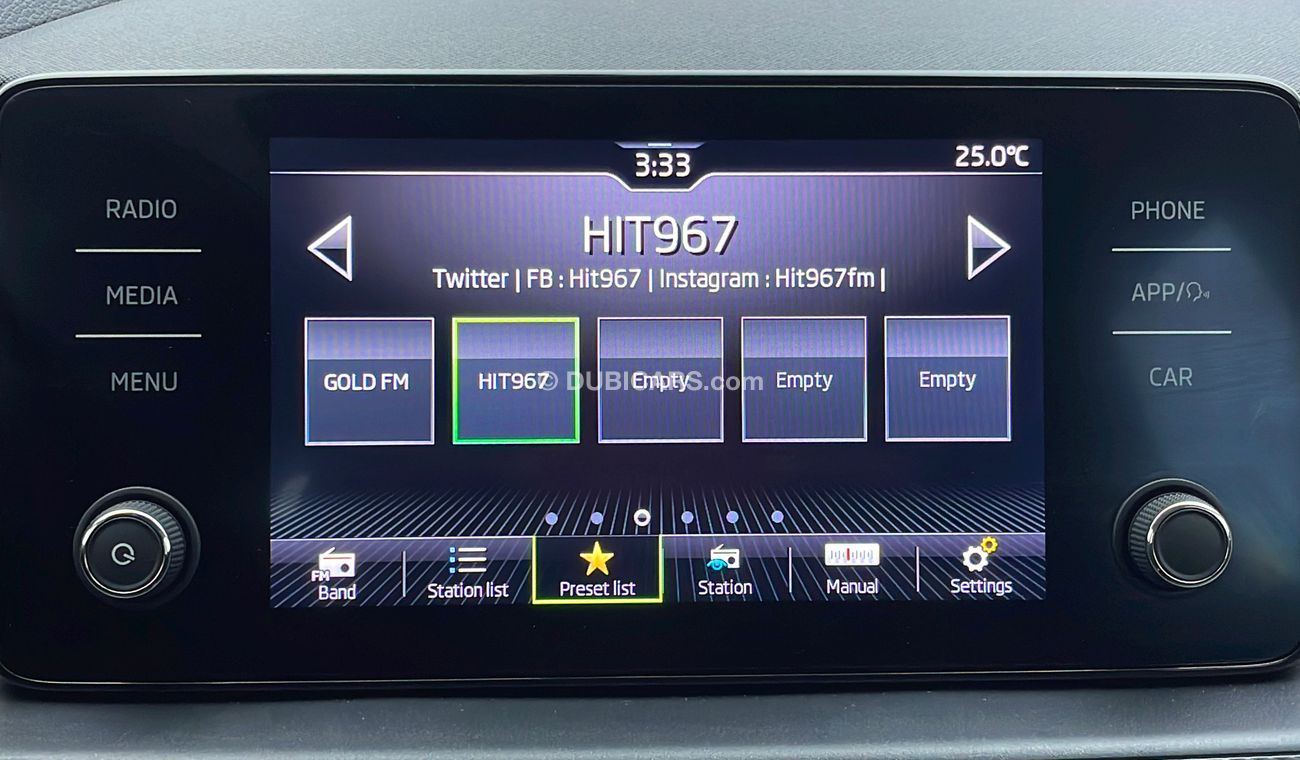 3:33
25.0°C
RADIO
MEDIA
MENU
HIT967
Twitter | FB : Hit967 | Instagram : Hit967fm |
GOLD FM
HIT967
Empty
Empty
Empty
© DUBICARS.com
FM
Band
Station list
Preset list
Station
Manual
Settings
PHONE
APP/
CAR